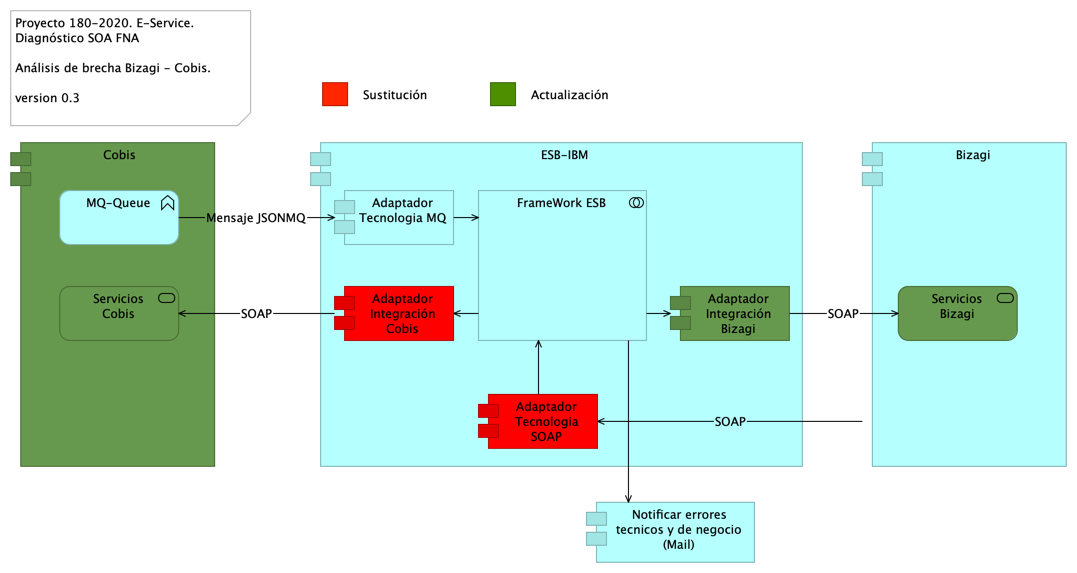 Proyecto 180-2020. E-Service.
Diagnóstico SOA FNA
Análisis de brecha Bizagi - Cobis.
version 0.3
Sustitución
Actualización
Cobis
ESB-IBM
Bizagi
MQ-Queue
Mensaje JSONMQ
Adaptador
Tecnologia MQ
FrameWork ESB
Servicios
Cobis
SOAP
Adaptador
Integración
Cobis
Adaptador
Integración
Bizagi
SOAP
Servicios
Bizagi
Adaptador
Tecnologia
SOAP
SOAP
Notificar errores
tecnicos y de negocio
(Mail)